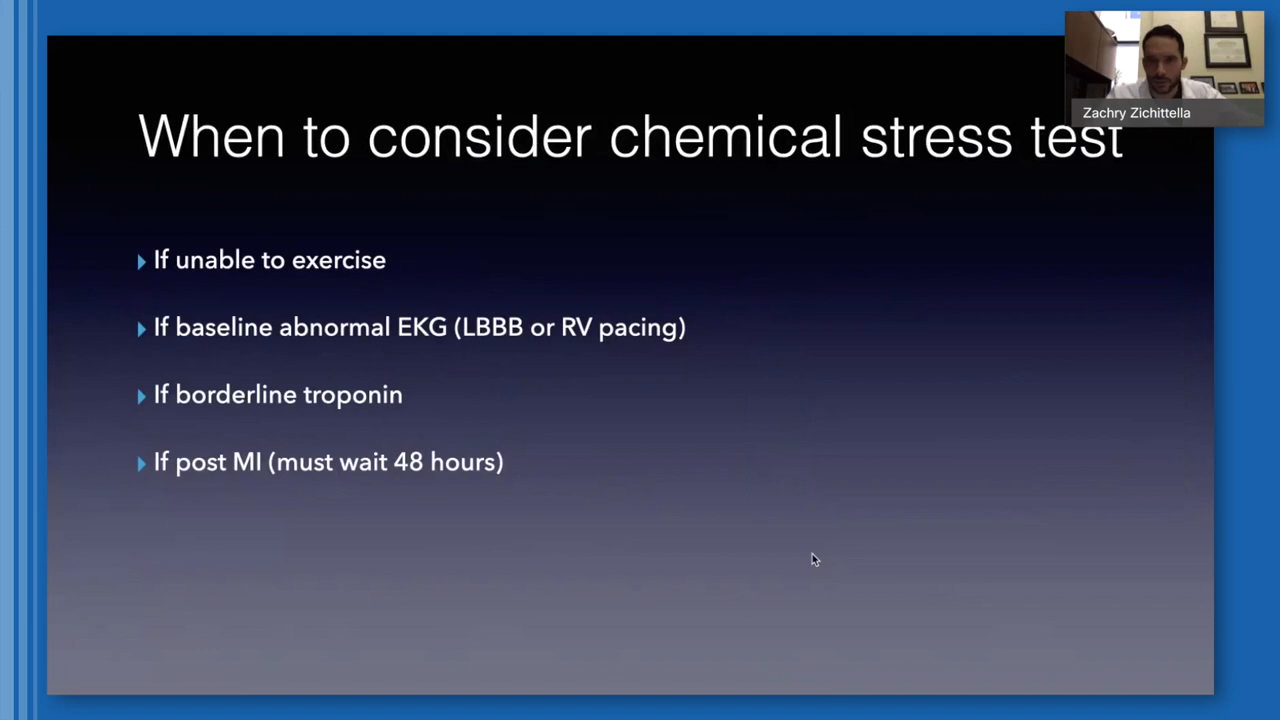 Zachry Zichittella
When to consider chemical stress test
If unable to exercise
If baseline abnormal EKG (LBBB or RV pacing)
If borderline troponin
If post MI (must wait 48 hours)